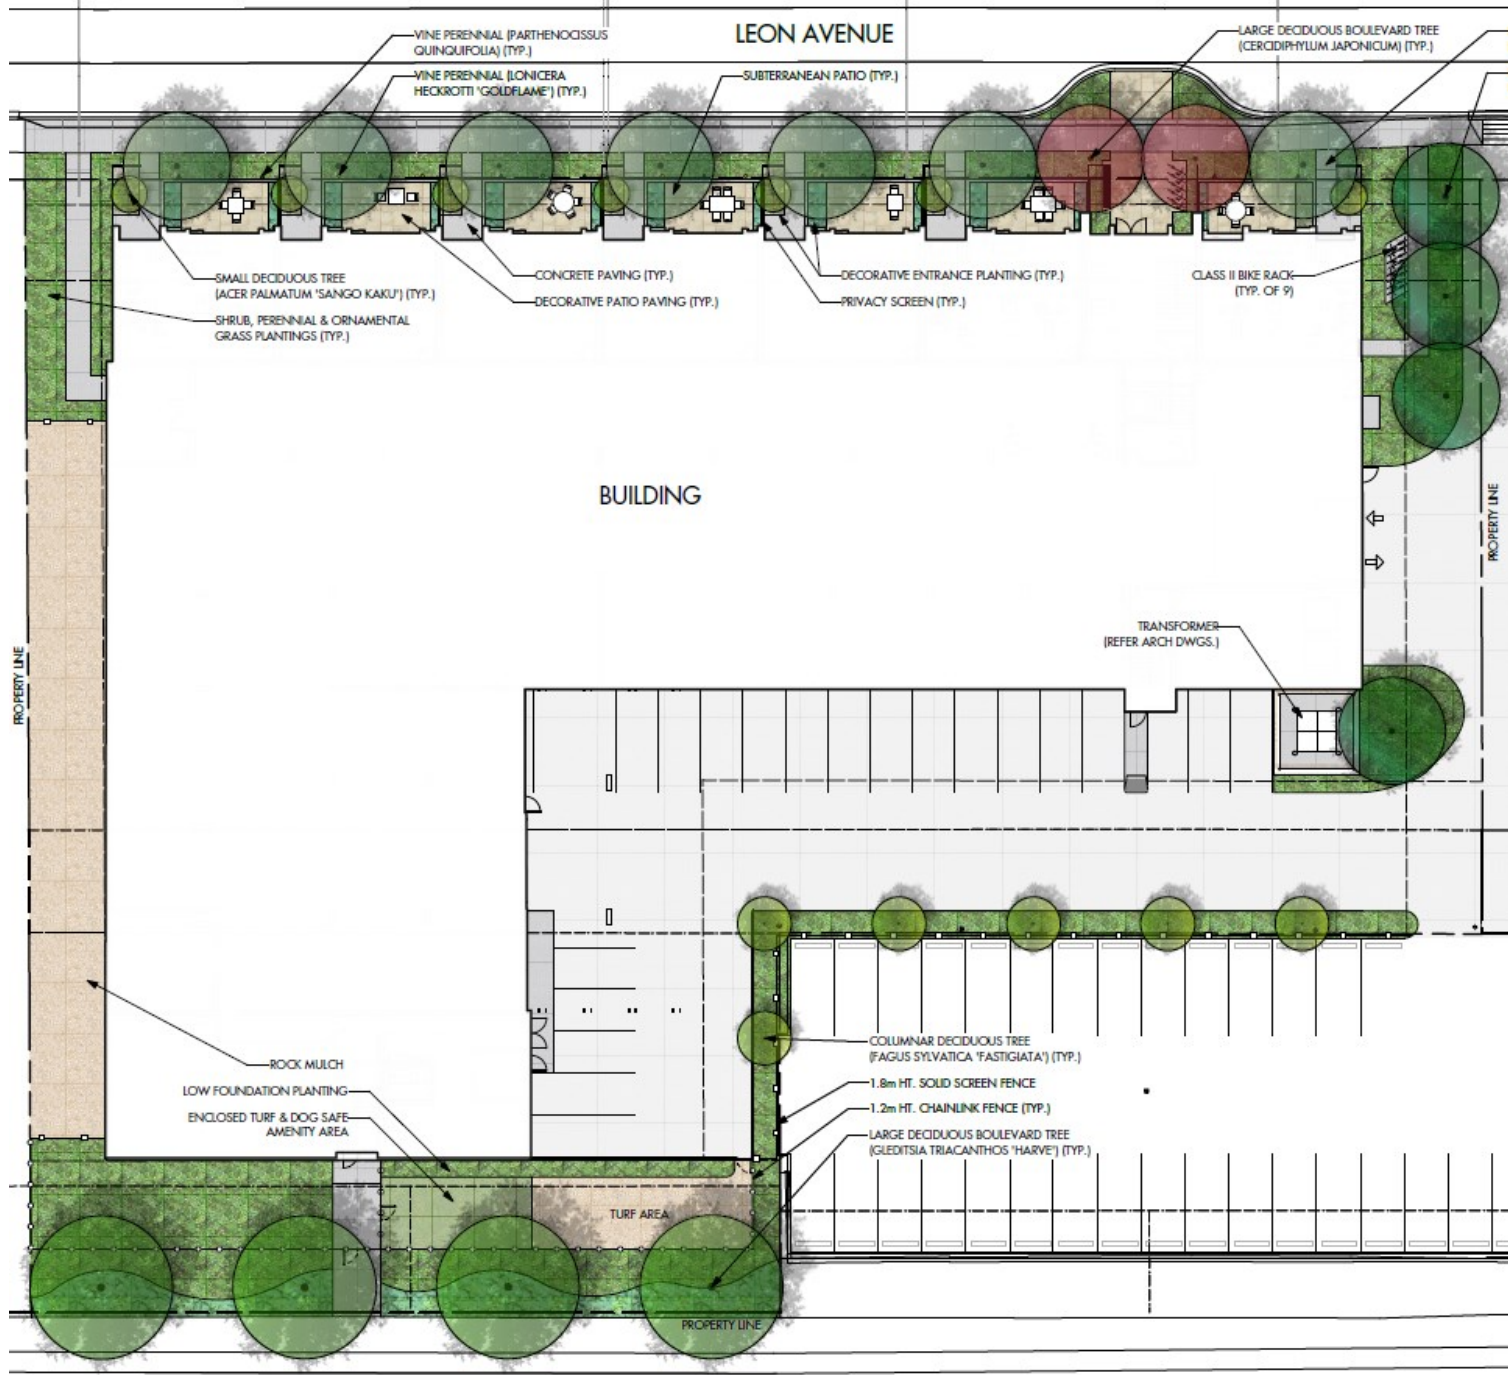 LEON AVENUE
VINE PERENNIAL (PARTHENOCISSUS
QUINQUIFOLIA) (TYP.)
VINE PERENNIAL (LONICERA
HECKROTTI 'GOLDFLAME') (TYP.)
SUBTERRANEAN PATIO (TYP.)
LARGE DECIDUOUS BOULEVARD TREE
(CERCIDIPHYLUM JAPONICUM) (TYP.)
SMALL DECIDUOUS TREE
(ACER PALMATUM 'SANGO KAKU') (TYP.)
SHRUB, PERENNIAL & ORNAMENTAL
GRASS PLANTINGS (TYP.)
CONCRETE PAVING (TYP.)
DECORATIVE PATIO PAVING (TYP.)
DECORATIVE ENTRANCE PLANTING (TYP.)
PRIVACY SCREEN (TYP.)
CLASS II BIKE RACK
(TYP. OF 9)
BUILDING
PROPERTY LINE
PROPERTY LINE
TRANSFORMER
(REFER ARCH DWGS.)
ROCK MULCH
LOW FOUNDATION PLANTING
ENCLOSED TURF & DOG SAFE
AMENITY AREA
COLUMNAR DECIDUOUS TREE
(FAGUS SYLVATICA 'FASTIGIATA') (TYP.)
1.8m HT. SOLID SCREEN FENCE
1.2m HT. CHAINLINK FENCE (TYP.)
LARGE DECIDUOUS BOULEVARD TREE
(GLEDITSIA TRIACANTHOS 'HARVE') (TYP.)
TURF AREA
PROPERTY LINE